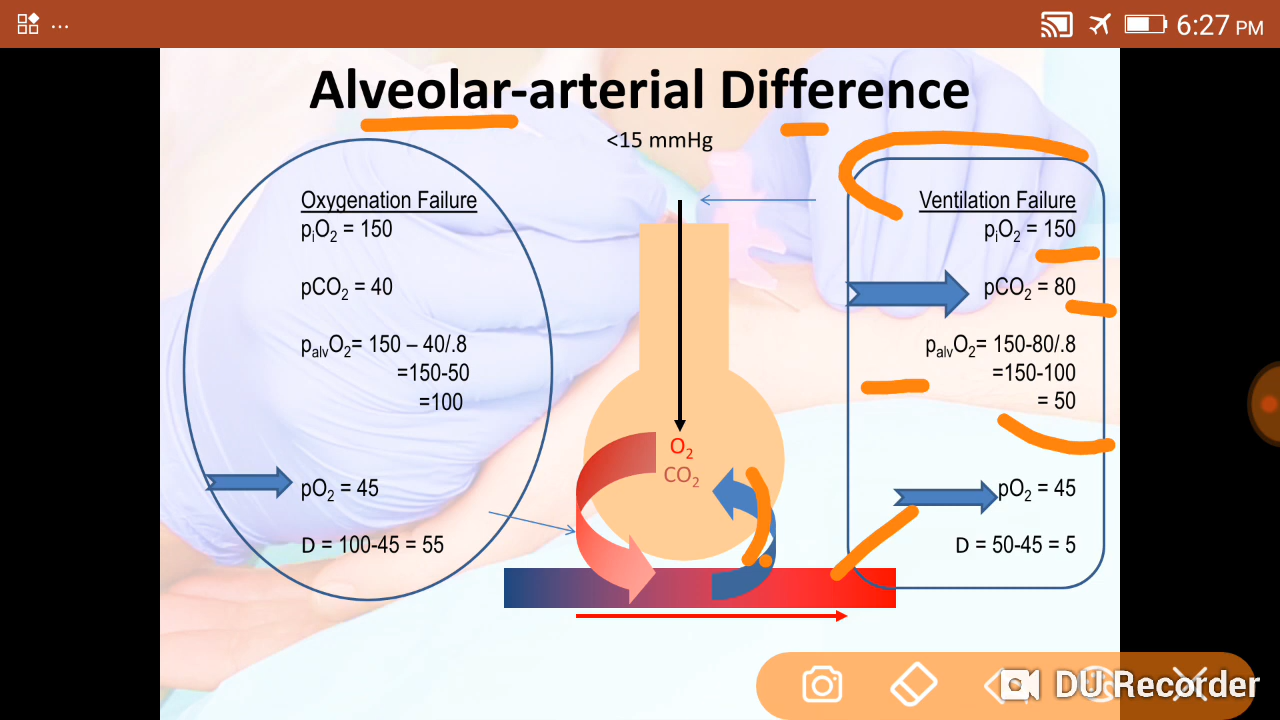 ... 6:27 PM
Alveolar-arterial Difference
<15 mmHg
Oxygenation Failure
piO2 = 150
pCO2 = 40
palvO2= 150 – 40/.8
=150-50
=100
pO2 = 45
D = 100-45 = 55
O2
CO2
Ventilation Failure
piO2 = 150
pCO2 = 80
palvO2= 150-80/.8
=150-100
= 50
pO2 = 45
D = 50-45 = 5
DU Recorder